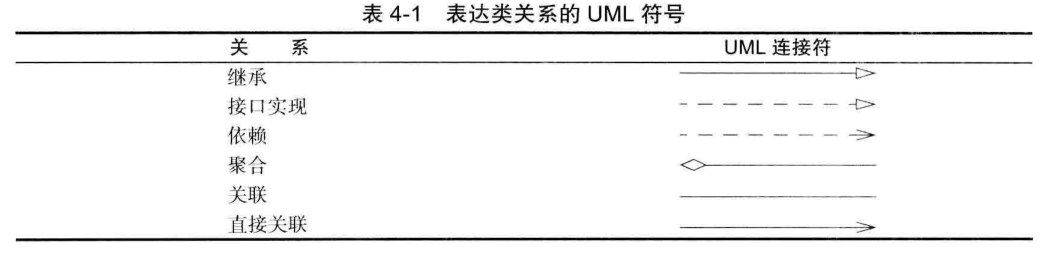 表 4-1 表达类关系的 UML 符号
关 系 UML 连接符
继承
接口实现
依赖
聚合
关联
直接关联